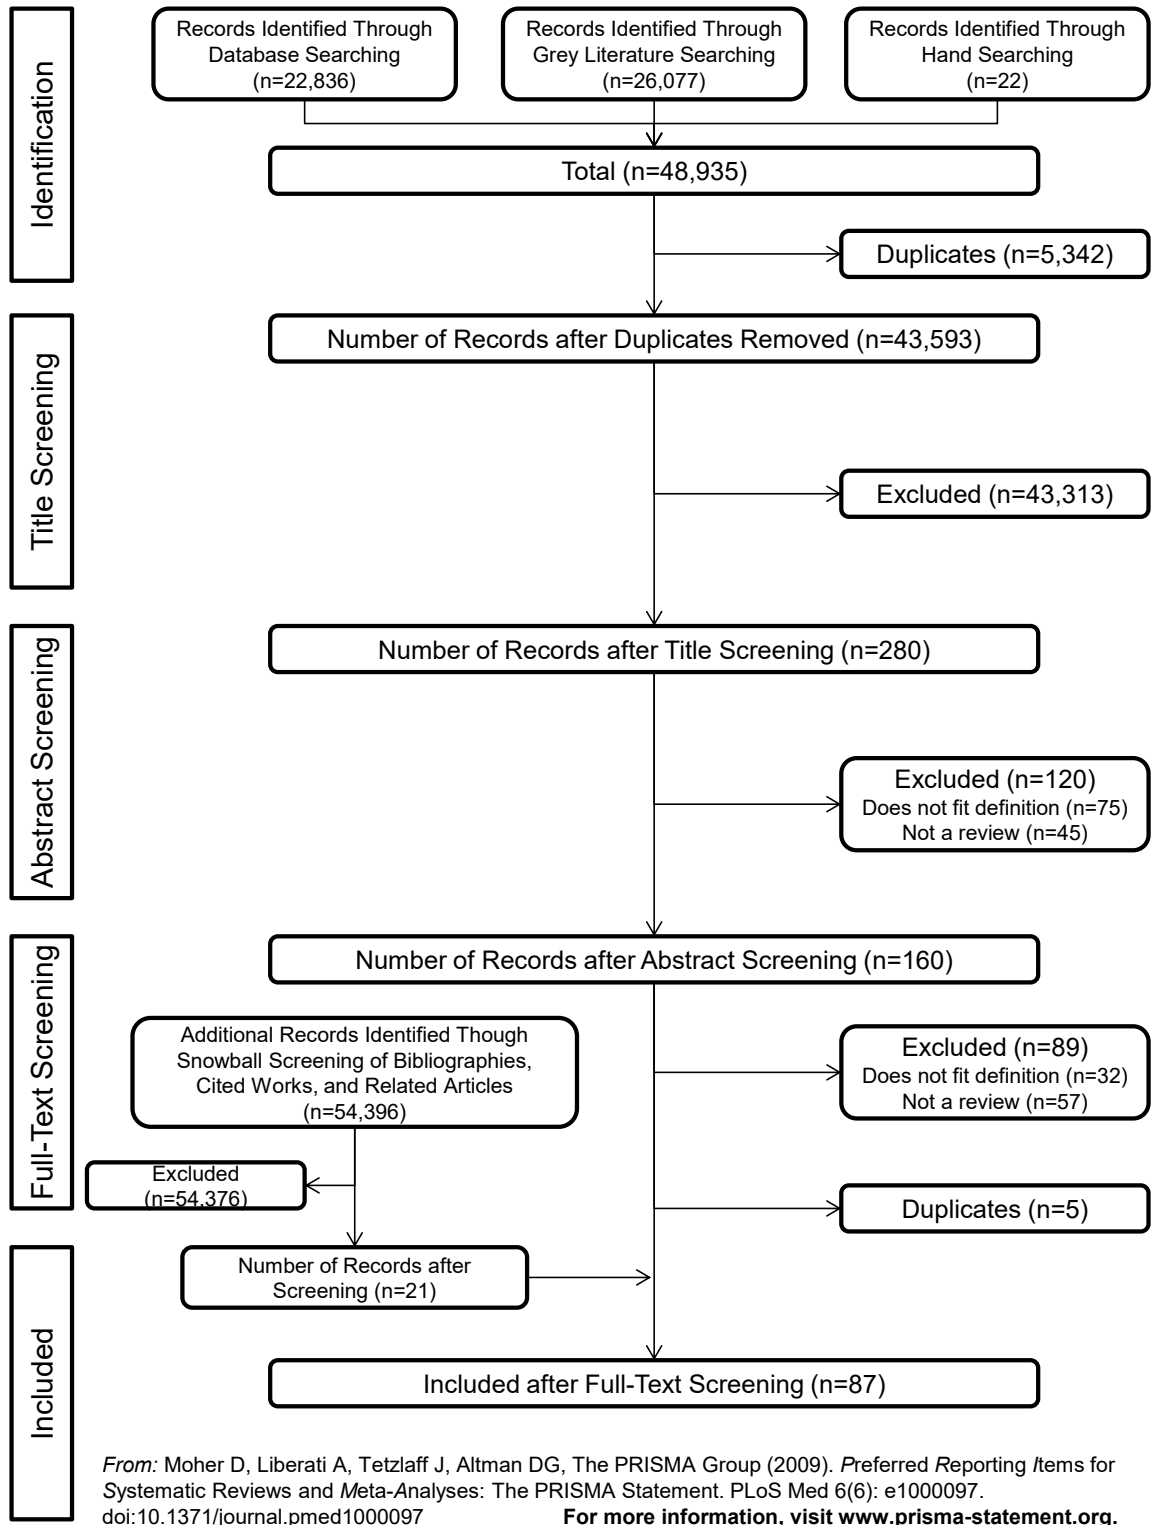 Identification
Records Identified Through
Database Searching
(n=22,836)
Records Identified Through
Grey Literature Searching
(n=26,077)
Records Identified Through
Hand Searching
(n=22)
Total (n=48,935)
Duplicates (n=5,342)
Title Screening
Number of Records after Duplicates Removed (n=43,593)
Excluded (n=43,313)
Abstract Screening
Number of Records after Title Screening (n=280)
Excluded (n=120)
Does not fit definition (n=75)
Not a review (n=45)
Full-Text Screening
Number of Records after Abstract Screening (n=160)
Additional Records Identified Though
Snowball Screening of Bibliographies,
Cited Works, and Related Articles
(n=54,396)
Excluded (n=89)
Does not fit definition (n=32)
Not a review (n=57)
Excluded
(n=54,376)
Duplicates (n=5)
Included
Number of Records after
Screening (n=21)
Included after Full-Text Screening (n=87)
From: Moher D, Liberati A, Tetzlaff J, Altman DG, The PRISMA Group (2009). Preferred Reporting Items for
Systematic Reviews and Meta-Analyses: The PRISMA Statement. PLoS Med 6(6): e1000097.
doi:10.1371/journal.pmed1000097 For more information, visit www.prisma-statement.org.